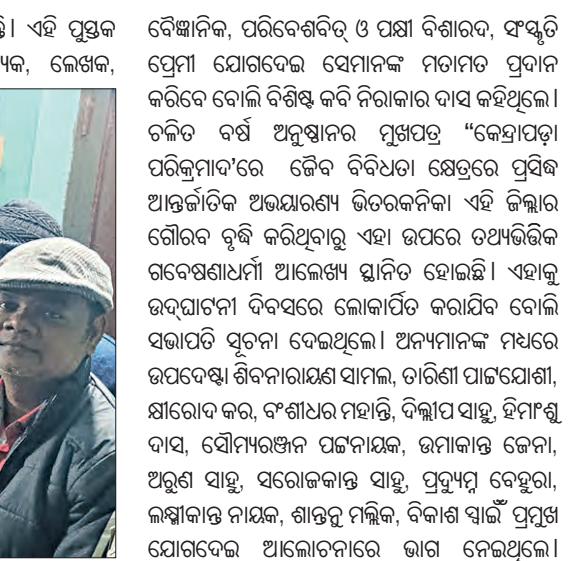 ନ୍ତି। ଏହି ପୁସ୍ତକ
ଲେଖକ,
ବୈଜ୍ଞାନିକ, ପରିବେଶବିତ୍ ଓ ପକ୍ଷୀ ବିଶାରଦ, ସଂସ୍କୃତି
ପ୍ରେମୀ ଯୋଗଦେଇ ସେମାନଙ୍କ ମତାମତ ପ୍ରଦାନ
କରିବେ ବୋଲି ବିଶିଷ୍ଟ କବି ନିରାକାର ଦାସ କହିଥିଲେ।
ଚଳିତ ବର୍ଷ ଅନୁଷ୍ଠାନର ମୁଖପତ୍ର “କେନ୍ଦ୍ରାପଡ଼ା
ପରିକ୍ରମାଦ’ରେ ଜୈବ ବିବିଧତା କ୍ଷେତ୍ରରେ ପ୍ରସିଦ୍ଧ
ଆନ୍ତର୍ଜାତିକ ଅଭୟାରଣ୍ୟ ଭିତରକନିକା ଏହି ଜିଲ୍ଲାର
ଗୌରବ ବୃଦ୍ଧି କରିଥିବାରୁ ଏହା ଉପରେ ତଥ୍ୟଭିତ୍ତିକ
ଗବେଷଣାଧର୍ମୀ ଆଲେଖ୍ୟ ସ୍ଥାନିତ ହୋଇଛି। ଏହାକୁ
ଉଦ୍‌ଘାଟନୀ ଦିବସରେ ଲୋକାର୍ପିତ କରାଯିବ ବୋଲି
ସଭାପତି ସୂଚନା ଦେଇଥିଲେ। ଅନ୍ୟମାନଙ୍କ ମଧ୍ୟରେ
ଉପଦେଷ୍ଟା ଶିବନାରାୟଣ ସାମଲ, ତାରିଣୀ ପାଟ୍ଟଯୋଶୀ,
କ୍ଷୀରୋଦ କର, ବଂଶୀଧର ମହାନ୍ତି, ଦିଲ୍ଲୀପ ସାହୁ, ହିମାଂଶୁ
ଦାସ, ସୌମ୍ୟରଞ୍ଜନ ପଟ୍ଟନାୟକ, ଉମାକାନ୍ତ ଜେନା,
ଅରୁଣ ସାହୁ, ସରୋଜକାନ୍ତ ସାହୁ, ପ୍ରଦ୍ୟୁମ୍ନ ବେହୁରା,
ଲକ୍ଷ୍ମୀକାନ୍ତ ନାୟକ, ଶାନ୍ତନୁ ମଲ୍ଲିକ, ବିକାଶ ସ୍ୱାଇଁ ପ୍ରମୁଖ
ଯୋଗଦେଇ ଆଲୋଚନାରେ ଭାଗ ନେଇଥିଲେ।